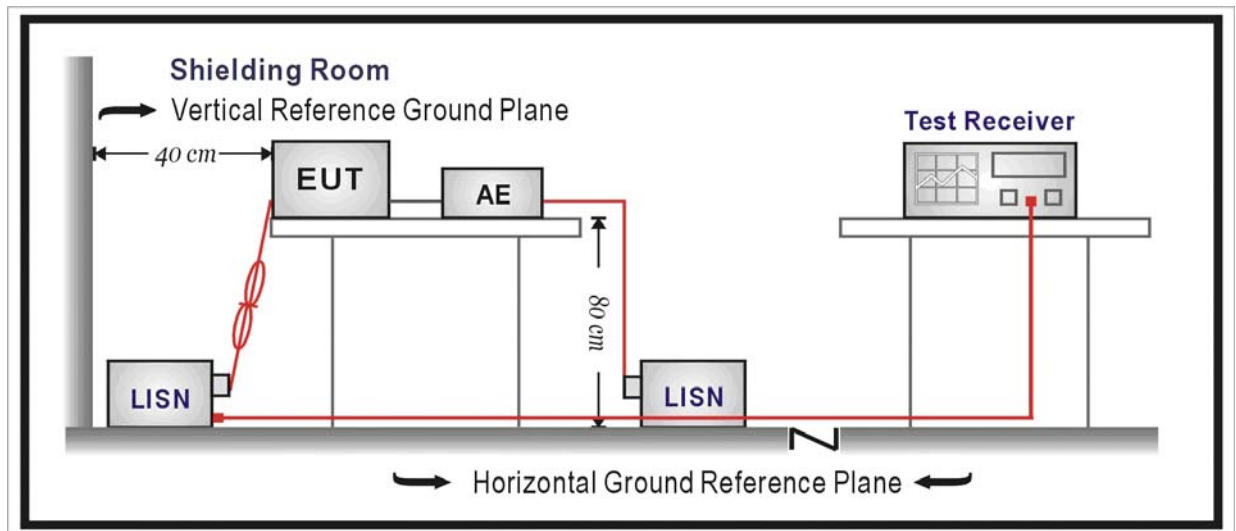 Shielding Room
Vertical Reference Ground Plane
40 cm
EUT
AE
Test Receiver
80 cm
LISN
LISN
Horizontal Ground Reference Plane